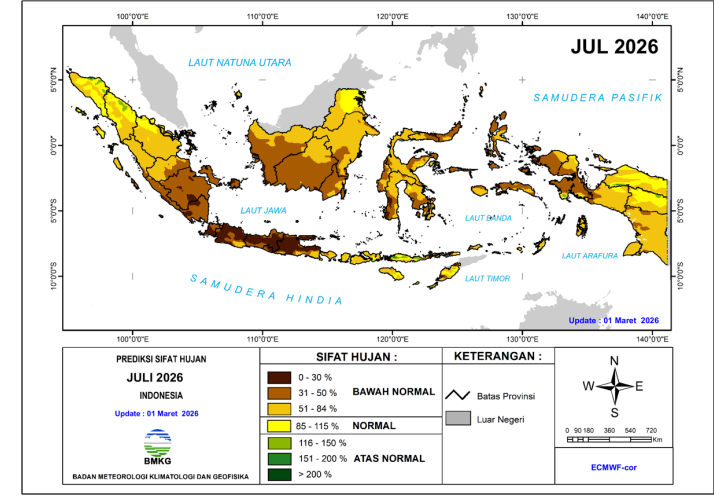 100°0'0"E 110°0'0"E 120°0'0"E 130°0'0"E 140°0'0"E
JUL 2026
LAUT NATUNA UTARA
SAMUDERA PASIFIK
5°0'0"N 5°0'0"N
0°0'0" 0°0'0"
LAUT JAWA
LAUT BANDA
5°0'0"S 5°0'0"S
LAUT ARAFURA
LAUT TIMOR
10°0'0"S 10°0'0"S
SAMUDERA HINDIA
Update : 01 Maret 2026
100°0'0"E 110°0'0"E 120°0'0"E 130°0'0"E 140°0'0"E
PREDIKSI SIFAT HUJAN
JULI 2026
INDONESIA
Update : 01 Maret 2026
BMKG
BADAN METEOROLOGI KLIMATOLOGI DAN GEOFISIKA
SIFAT HUJAN :
0 - 30 %
31 - 50 % BAWAH NORMAL
51 - 84 %
85 - 115 % NORMAL
116 - 150 %
151 - 200 % ATAS NORMAL
> 200 %
KETERANGAN :
Batas Provinsi
Luar Negeri
N
W E
S
0 90 180 360 540 720
Km
ECMWF-cor